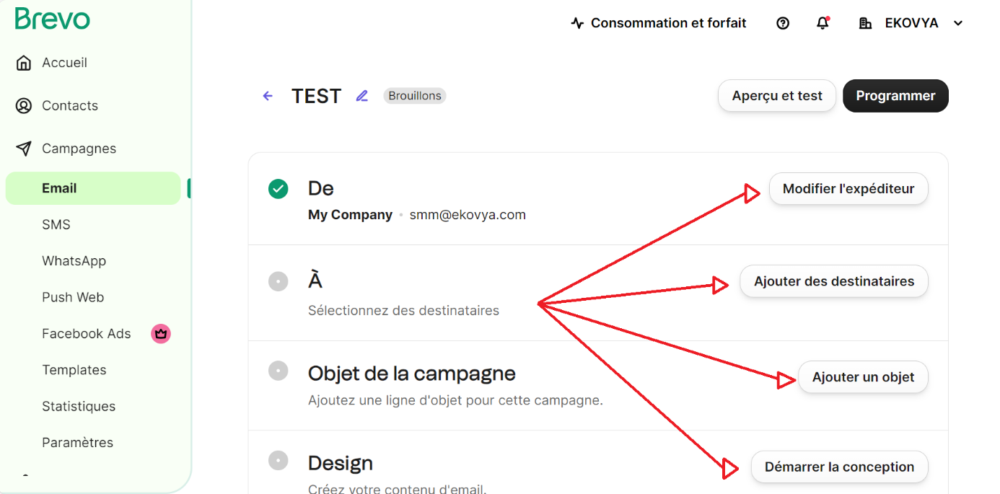 Brevo
Consommation et forfait
EKOVYA
Accueil
Contacts
Campagnes
Email
SMS
WhatsApp
Push Web
Facebook Ads
Templates
Statistiques
Paramètres
TEST
Brouillons
Aperçu et test
Programmer
De
Modifier l'expéditeur
My Company • smm@ekovya.com
À
Ajouter des destinataires
Sélectionnez des destinataires
Objet de la campagne
Ajouter un objet
Ajoutez une ligne d'objet pour cette campagne.
Design
Démarrer la conception
Créez votre contenu d'email.